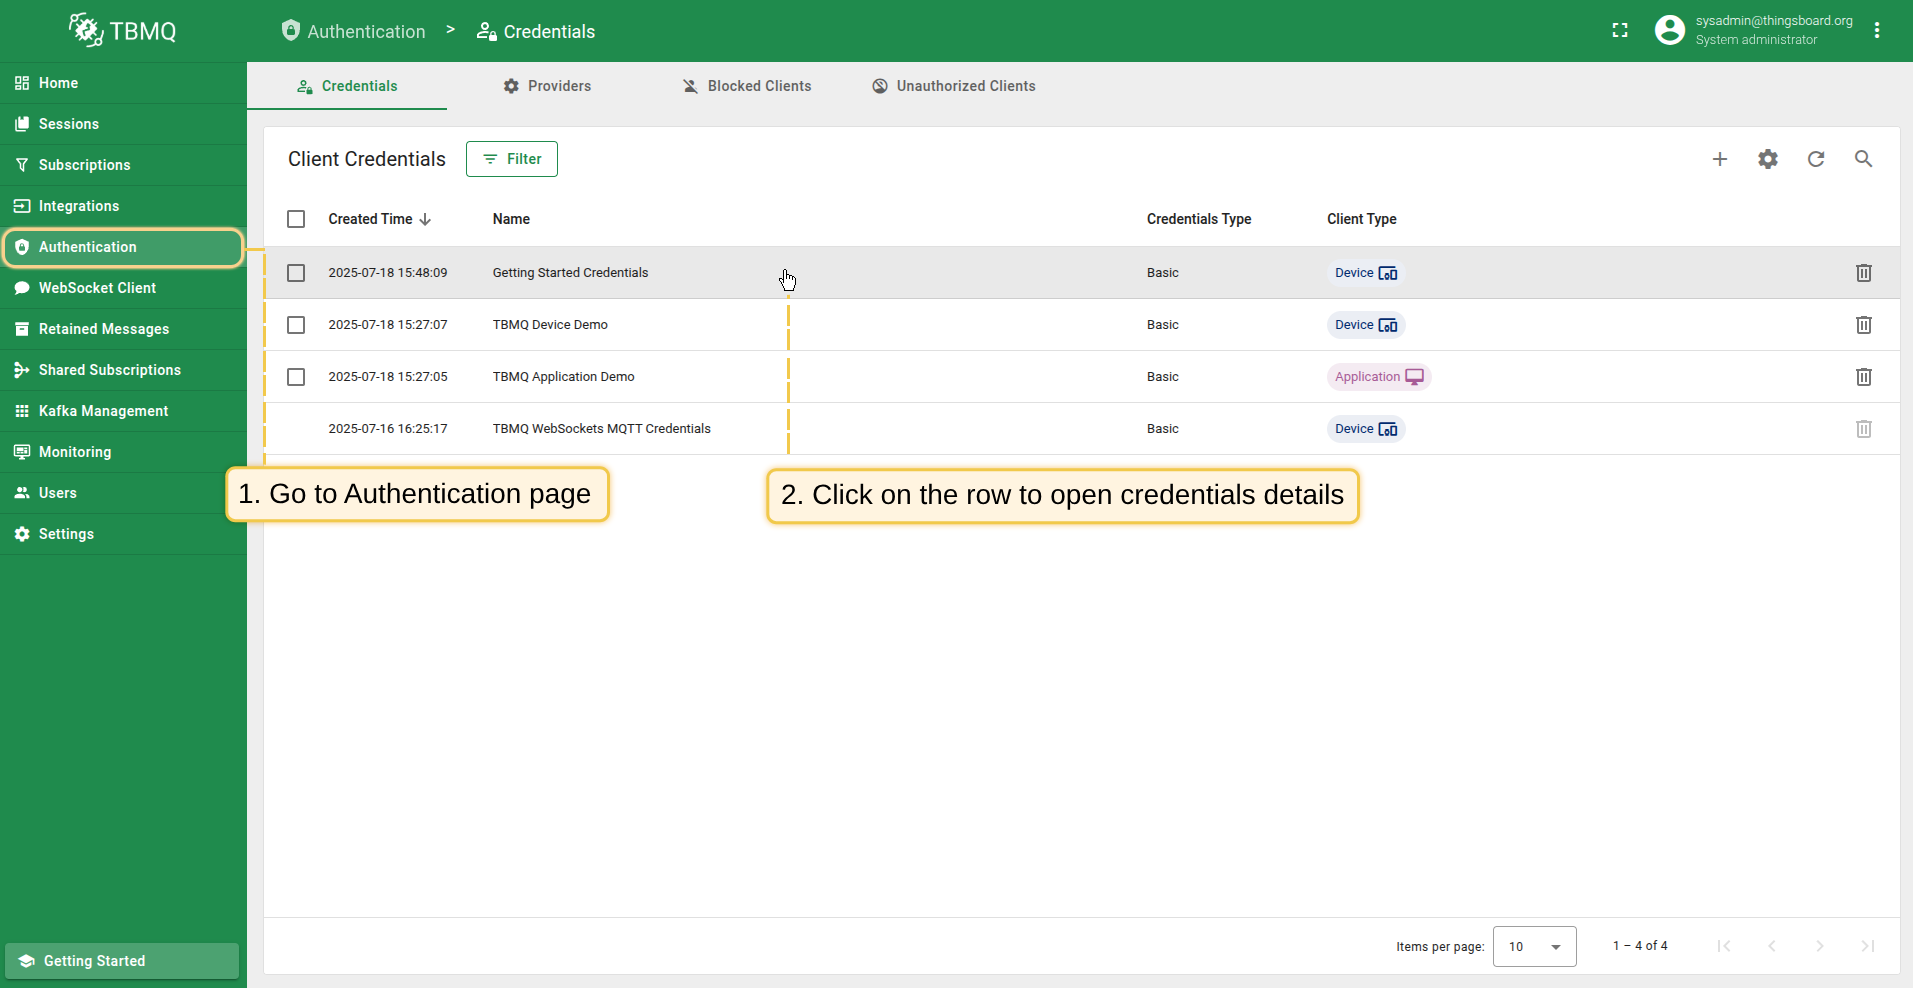 TBMQ
Authentication > Credentials
sysadmin@thingsboard.org
System administrator
Home
Sessions
Subscriptions
Integrations
Authentication
WebSocket Client
Retained Messages
Shared Subscriptions
Kafka Management
Monitoring
Users
Settings
Getting Started
Credentials Providers Blocked Clients Unauthorized Clients
Client Credentials Filter
Created Time Name Credentials Type Client Type
2025-07-18 15:48:09 Getting Started Credentials Basic Device
2025-07-18 15:27:07 TBMQ Device Demo Basic Device
2025-07-18 15:27:05 TBMQ Application Demo Basic Application
2025-07-16 16:25:17 TBMQ WebSockets MQTT Credentials Basic Device
1. Go to Authentication page
2. Click on the row to open credentials details
Items per page: 10 1 – 4 of 4